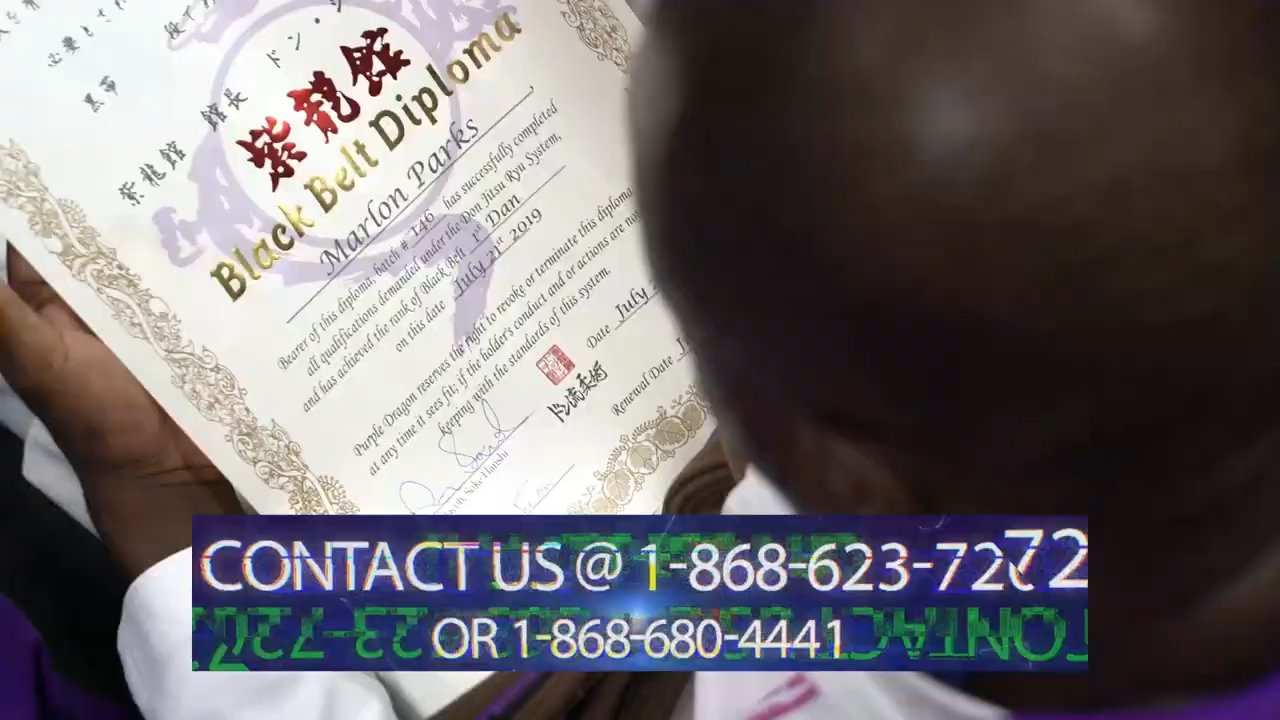 紫龍館 館長
黒帯
紫龍館
Black Belt Diploma
Marlon Parks
Bearer of this diploma, batch # 146 has successfully completed
all qualifications demanded under the Don Jitsu Ryu System,
and has achieved the rank of Black Belt 1st Dan
on this date July 21st 2019
Purple Dragon reserves the right to revoke or terminate this diploma
at any time it sees fit; if the holder's conduct and or actions are not
keeping with the standards of this system.
Date July
Renewal Date
Soke Hanshi
CONTACT US @ 1-868-623-72
OR 1-868-680-4441